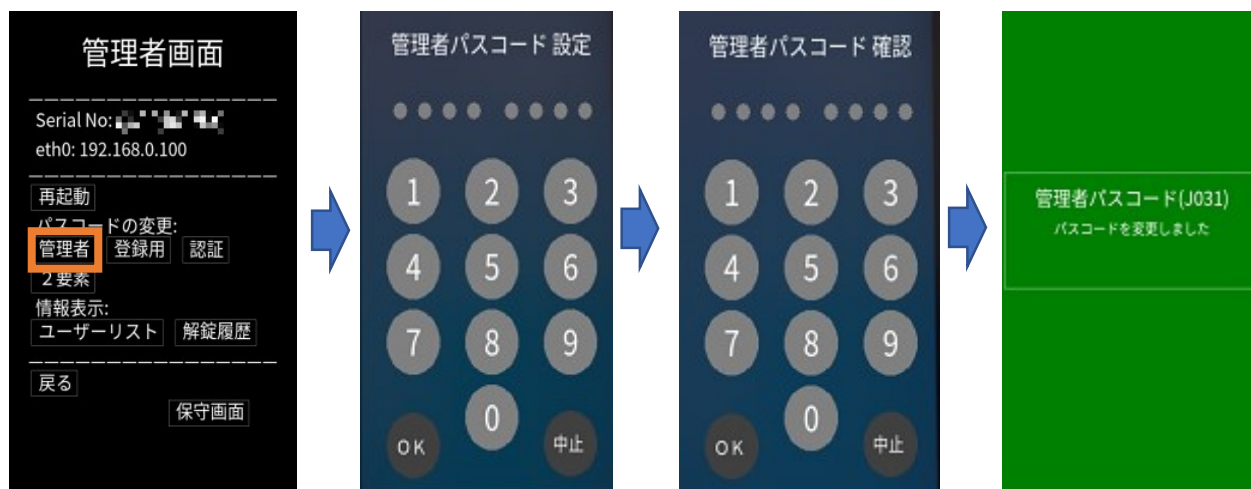 管理者画面
Serial No:
eth0: 192.168.0.100
再起動
パスコードの変更:
管理者 登録用 認証
２要素
情報表示:
ユーザーリスト 解錠履歴
戻る
保守画面
管理者パスコード 設定
1 2 3
4 5 6
7 8 9
0
OK 中止
管理者パスコード 確認
1 2 3
4 5 6
7 8 9
0
OK 中止
管理者パスコード(J031)
パスコードを変更しました